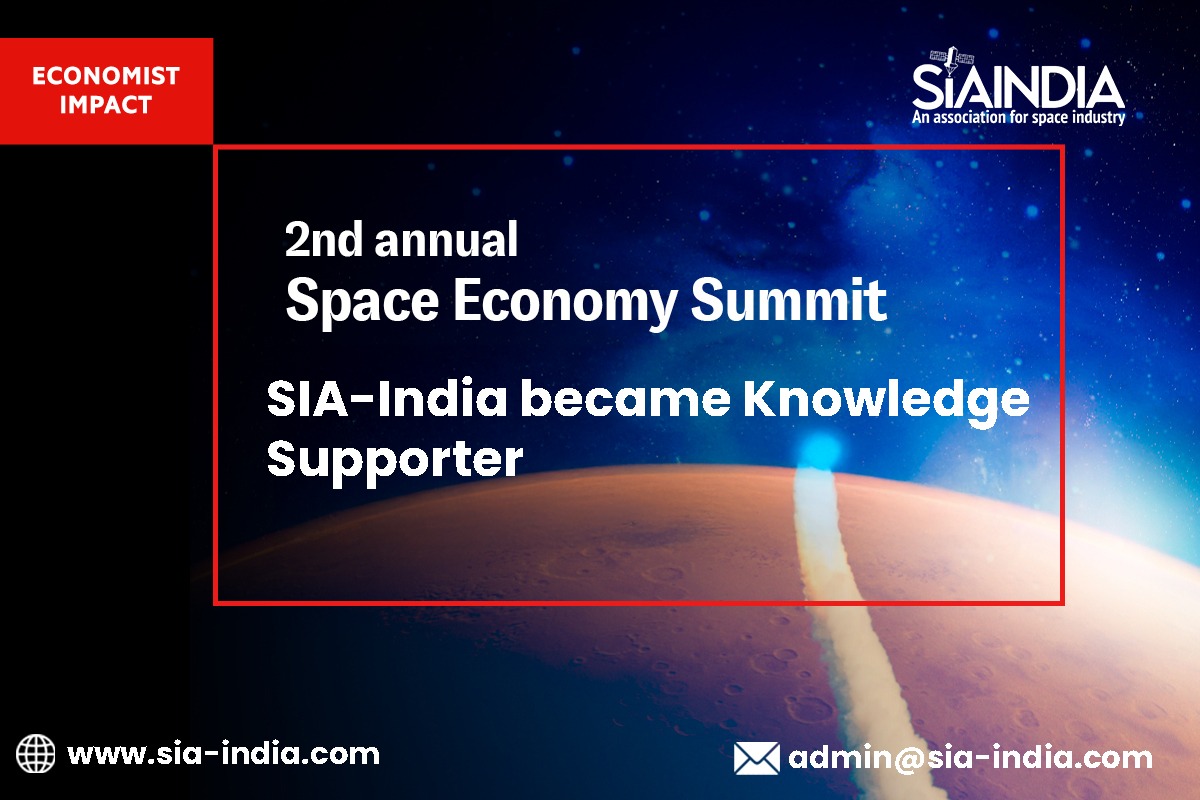 ECONOMIST
IMPACT
SIAINDIA
An association for space industry
2nd annual
Space Economy Summit
SIA-India became Knowledge
Supporter
www.sia-india.com
admin@sia-india.com